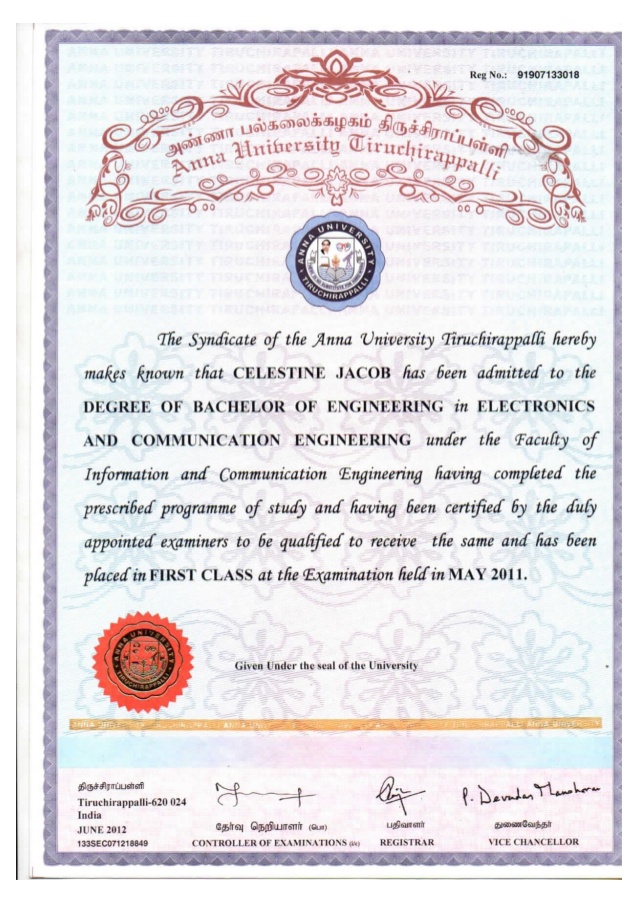 Reg No.: 91907133018
அண்ணா பல்கலைக்கழகம் திருச்சிராப்பள்ளி
Anna University Tiruchirappalli
ANNA UNIVERSITY
TIRUCHIRAPPALLI
The Syndicate of the Anna University Tiruchirappalli hereby
makes known that CELESTINE JACOB has been admitted to the
DEGREE OF BACHELOR OF ENGINEERING in ELECTRONICS
AND COMMUNICATION ENGINEERING under the Faculty of
Information and Communication Engineering having completed the
prescribed programme of study and having been certified by the duly
appointed examiners to be qualified to receive the same and has been
placed in FIRST CLASS at the Examination held in MAY 2011.
ANNA UNIVERSITY
TIRUCHIRAPPALLI
Given Under the seal of the University
திருச்சிராப்பள்ளி
Tiruchirappalli-620 024
India
JUNE 2012
133SEC071218849
தேர்வு நெறியாளர் (பொ)
CONTROLLER OF EXAMINATIONS (i/c)
பதிவாளர்
REGISTRAR
P. Devadas Manoharan
துணைவேந்தர்
VICE CHANCELLOR